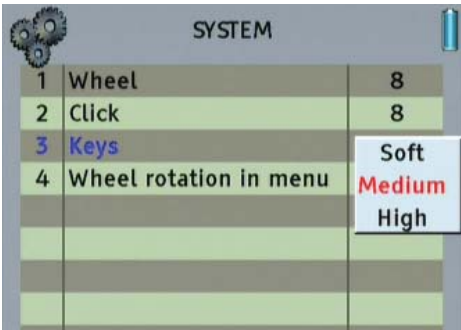 SYSTEM
1 Wheel 8
2 Click 8
3 Keys
4 Wheel rotation in menu
Soft
Medium
High